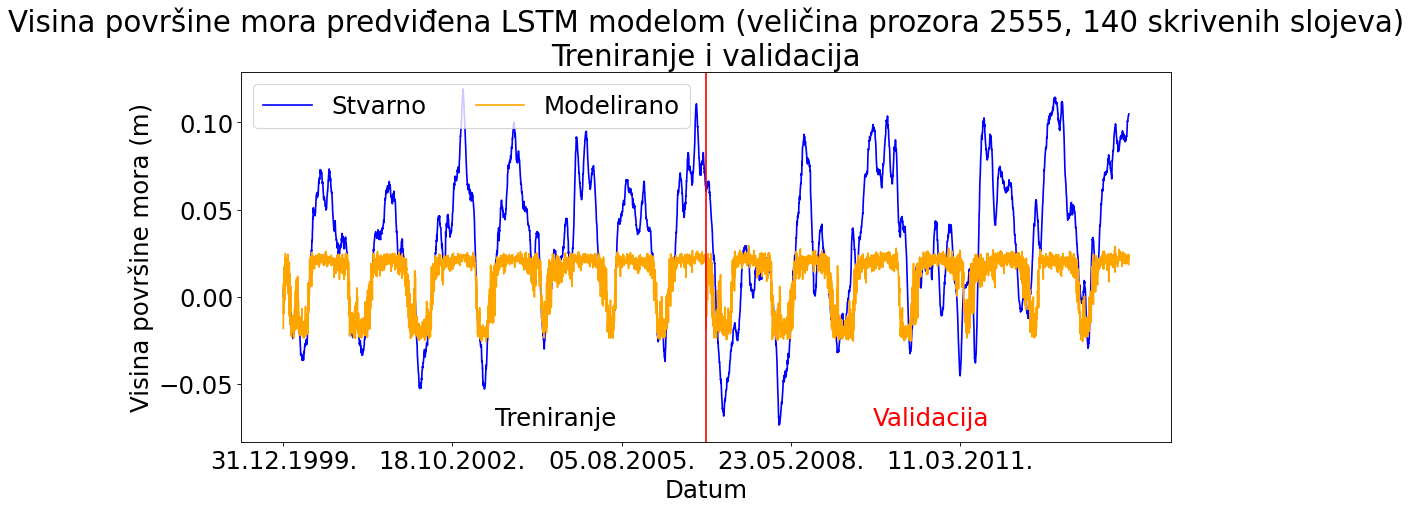 Visina površine mora predviđena LSTM modelom (veličina prozora 2555, 140 skrivenih slojeva)
Treniranje i validacija
Stvarno Modelirano
Visina površine mora (m)
0.10
0.05
0.00
−0.05
Treniranje Validacija
31.12.1999. 18.10.2002. 05.08.2005. 23.05.2008. 11.03.2011.
Datum